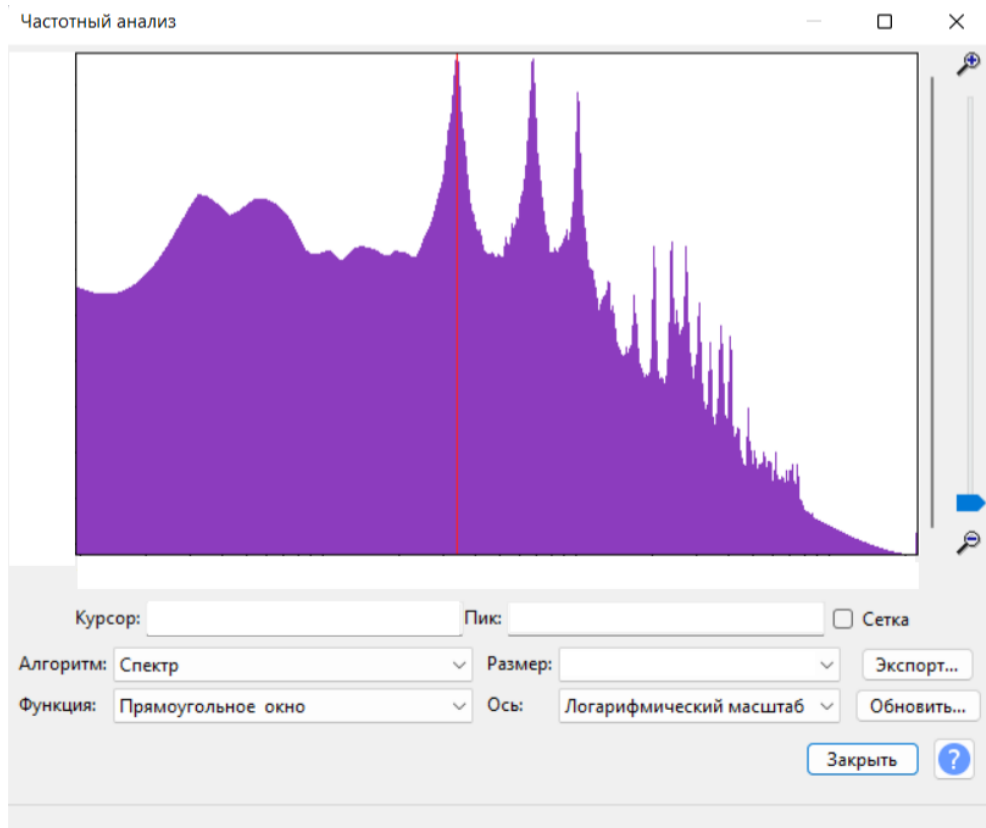 Частотный анализ
Курсор: Пик: Сетка
Алгоритм: Спектр Размер: Экспорт...
Функция: Прямоугольное окно Ось: Логарифмический масштаб Обновить...
Закрыть ?